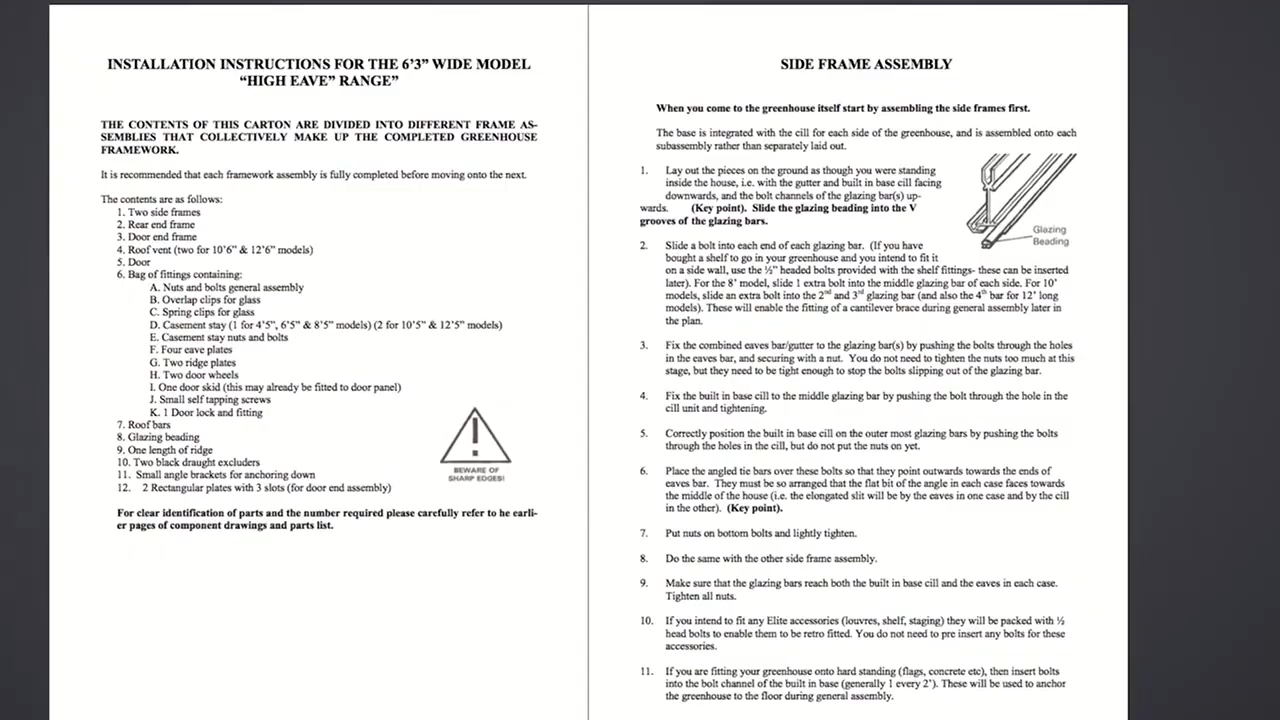 INSTALLATION INSTRUCTIONS FOR THE 6'3" WIDE MODEL
"HIGH EAVE" RANGE"
THE CONTENTS OF THIS CARTON ARE DIVIDED INTO DIFFERENT FRAME AS-
SEMBLIES THAT COLLECTIVELY MAKE UP THE COMPLETED GREENHOUSE
FRAMEWORK.
It is recommended that each framework assembly is fully completed before moving onto the next.
The contents are as follows:
1. Two side frames
2. Rear end frame
3. Door end frame
4. Roof vent (two for 10'6" & 12'6" models)
5. Door
6. Bag of fittings containing:
A. Nuts and bolts general assembly
B. Overlap clips for glass
C. Spring clips for glass
D. Casement stay (1 for 4'5", 6'5" & 8'5" models) (2 for 10'5" & 12'5" models)
E. Casement stay nuts and bolts
F. Four eave plates
G. Two ridge plates
H. Two door wheels
I. One door skid (this may already be fitted to door panel)
J. Small self tapping screws
K. 1 Door lock and fitting
7. Roof bars
8. Glazing beading
9. One length of ridge
10. Two black draught excluders
11. Small angle brackets for anchoring down
12. 2 Rectangular plates with 3 slots (for door end assembly)
BEWARE OF
SHARP EDGES!
For clear identification of parts and the number required please carefully refer to he earli-
er pages of component drawings and parts list.
SIDE FRAME ASSEMBLY
When you come to the greenhouse itself start by assembling the side frames first.
The base is integrated with the cill for each side of the greenhouse, and is assembled onto each
subassembly rather than separately laid out.
1. Lay out the pieces on the ground as though you were standing
inside the house, i.e. with the gutter and built in base cill facing
downwards, and the bolt channels of the glazing bar(s) up-
wards. (Key point). Slide the glazing beading into the V
grooves of the glazing bars.
Glazing
Beading
2. Slide a bolt into each end of each glazing bar. (If you have
bought a shelf to go in your greenhouse and you intend to fit it
on a side wall, use the ½" headed bolts provided with the shelf fittings- these can be inserted
later). For the 8' model, slide 1 extra bolt into the middle glazing bar of each side. For 10'
models, slide an extra bolt into the 2nd and 3rd glazing bar (and also the 4th bar for 12' long
models). These will enable the fitting of a cantilever brace during general assembly later in
the plan.
3. Fix the combined eaves bar/gutter to the glazing bar(s) by pushing the bolts through the holes
in the eaves bar, and securing with a nut. You do not need to tighten the nuts too much at this
stage, but they need to be tight enough to stop the bolts slipping out of the glazing bar.
4. Fix the built in base cill to the middle glazing bar by pushing the bolt through the hole in the
cill unit and tightening.
5. Correctly position the built in base cill on the outer most glazing bars by pushing the bolts
through the holes in the cill, but do not put the nuts on yet.
6. Place the angled tie bars over these bolts so that they point outwards towards the ends of
eaves bar. They must be so arranged that the flat bit of the angle in each case faces towards
the middle of the house (i.e. the elongated slit will be by the eaves in one case and by the cill
in the other). (Key point).
7. Put nuts on bottom bolts and lightly tighten.
8. Do the same with the other side frame assembly.
9. Make sure that the glazing bars reach both the built in base cill and the eaves in each case.
Tighten all nuts.
10. If you intend to fit any Elite accessories (louvres, shelf, staging) they will be packed with ½
head bolts to enable them to be retro fitted. You do not need to pre insert any bolts for these
accessories.
11. If you are fitting your greenhouse onto hard standing (flags, concrete etc), then insert bolts
into the bolt channel of the built in base (generally 1 every 2'). These will be used to anchor
the greenhouse to the floor during general assembly.